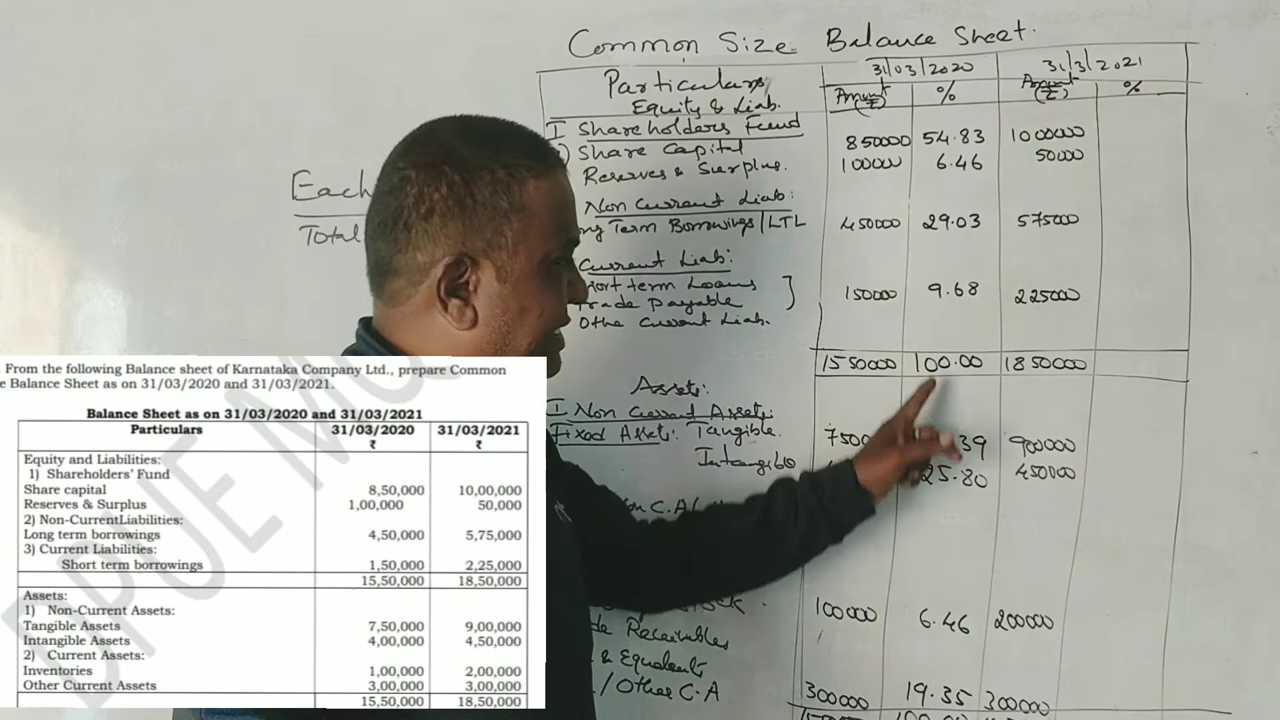 Common Size Balance Sheet.
Particulars 31/03/2020 31/3/2021
Equity & Liab. Amount (₹) % Amount (₹) %
I Shareholders Fund
) Share Capital 850000 54.83 1000000
Reserves & Surplus. 100000 6.46 50000
Non Current Liab:
Term Borrowings/LTL 450000 29.03 575000
Current Liab:
term Loans
Trade Payable } 150000 9.68 225000
Othe Current Liab.
1550000 100.00 1850000
Assets:
I Non Current Assets:
Fixed Assets: Tangible 39 900000
Intangible 25.80 450000
C.A
100000 6.46 200000
Receivables
& Equalent
/ Other C.A 300000 19.35 300000
Each
Total
From the following Balance sheet of Karnataka Company Ltd., prepare Common
e Balance Sheet as on 31/03/2020 and 31/03/2021.
Balance Sheet as on 31/03/2020 and 31/03/2021
Particulars 31/03/2020 ₹ 31/03/2021 ₹
Equity and Liabilities:
1) Shareholders' Fund
Share capital 8,50,000 10,00,000
Reserves & Surplus 1,00,000 50,000
2) Non-CurrentLiabilities:
Long term borrowings 4,50,000 5,75,000
3) Current Liabilities:
Short term borrowings 1,50,000 2,25,000
15,50,000 18,50,000
Assets:
1) Non-Current Assets:
Tangible Assets 7,50,000 9,00,000
Intangible Assets 4,00,000 4,50,000
2) Current Assets:
Inventories 1,00,000 2,00,000
Other Current Assets 3,00,000 3,00,000
15,50,000 18,50,000